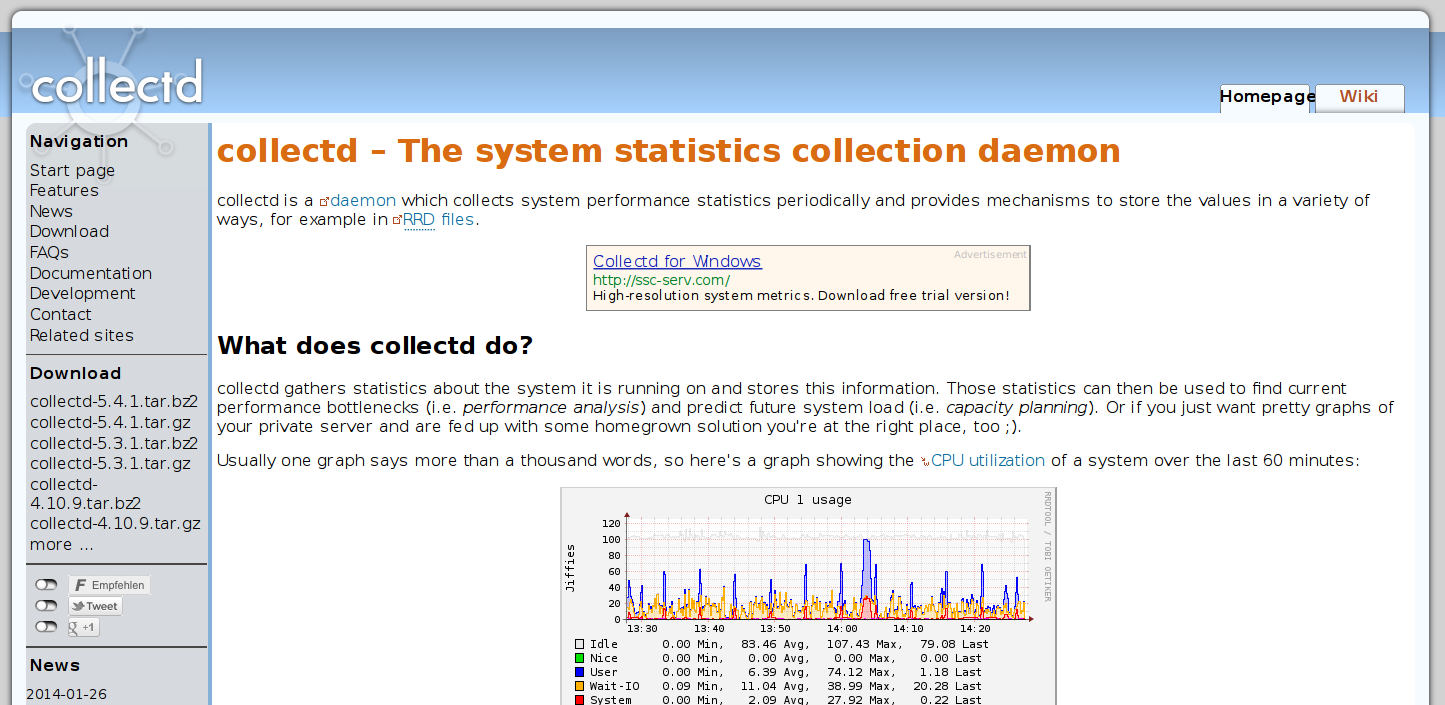 collectd
Homepage
Wiki
Navigation
Start page
Features
News
Download
FAQs
Documentation
Development
Contact
Related sites
Download
collectd-5.4.1.tar.bz2
collectd-5.4.1.tar.gz
collectd-5.3.1.tar.bz2
collectd-5.3.1.tar.gz
collectd-
4.10.9.tar.bz2
collectd-4.10.9.tar.gz
more ...
Empfehlen
Tweet
+1
News
2014-01-26
collectd – The system statistics collection daemon
collectd is a daemon which collects system performance statistics periodically and provides mechanisms to store the values in a variety of
ways, for example in RRD files.
Advertisement
Collectd for Windows
http://ssc-serv.com/
High-resolution system metrics. Download free trial version!
What does collectd do?
collectd gathers statistics about the system it is running on and stores this information. Those statistics can then be used to find current
performance bottlenecks (i.e. performance analysis) and predict future system load (i.e. capacity planning). Or if you just want pretty graphs of
your private server and are fed up with some homegrown solution you're at the right place, too ;).
Usually one graph says more than a thousand words, so here's a graph showing the CPU utilization of a system over the last 60 minutes:
CPU 1 usage
RRDTOOL / TOBI OETIKER
Jiffies
120
100
80
60
40
20
0
13:30 13:40 13:50 14:00 14:10 14:20
Idle 0.00 Min, 83.46 Avg, 107.43 Max, 79.08 Last
Nice 0.00 Min, 0.00 Avg, 0.00 Max, 0.00 Last
User 0.00 Min, 6.39 Avg, 74.12 Max, 1.18 Last
Wait-IO 0.09 Min, 11.04 Avg, 38.99 Max, 20.28 Last
System 0.00 Min, 2.09 Avg, 27.92 Max, 0.22 Last